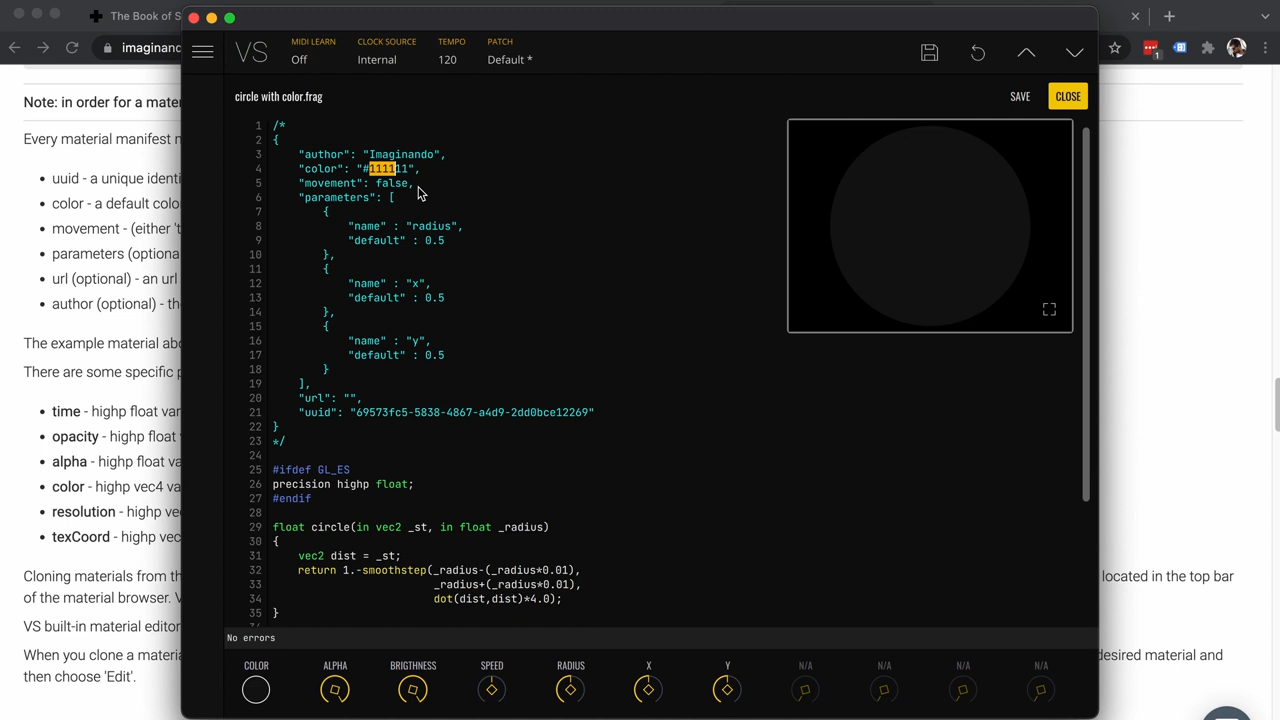 The Book of S
imaginand
MIDI LEARN
CLOCK SOURCE
TEMPO
PATCH
VS
Off
Internal
120
Default *
circle with color.frag
SAVE
CLOSE
Note: in order for a mater
Every material manifest n
uuid - a unique identi
color - a default colo
movement - (either 't
parameters (optiona
url (optional) - an url
author (optional) - th
The example material abo
There are some specific p
time - highp float var
opacity - highp float v
alpha - highp float va
color - highp vec4 va
resolution - highp ve
texCoord - highp vec
Cloning materials from th
located in the top bar
of the material browser. V
VS built-in material editor
When you clone a materia
desired material and
then choose 'Edit'.
1 /*
2 {
3 "author": "Imaginando",
4 "color": "#111111",
5 "movement": false,
6 "parameters": [
7 {
8 "name" : "radius",
9 "default" : 0.5
10 },
11 {
12 "name" : "x",
13 "default" : 0.5
14 },
15 {
16 "name" : "y",
17 "default" : 0.5
18 }
19 ],
20 "url": "",
21 "uuid": "69573fc5-5838-4867-a4d9-2dd0bce12269"
22 }
23 */
24
25 #ifdef GL_ES
26 precision highp float;
27 #endif
28
29 float circle(in vec2 _st, in float _radius)
30 {
31 vec2 dist = _st;
32 return 1.-smoothstep(_radius-(_radius*0.01),
33 _radius+(_radius*0.01),
34 dot(dist,dist)*4.0);
35 }
No errors
COLOR
ALPHA
BRIGTHNESS
SPEED
RADIUS
X
Y
N/A
N/A
N/A
N/A